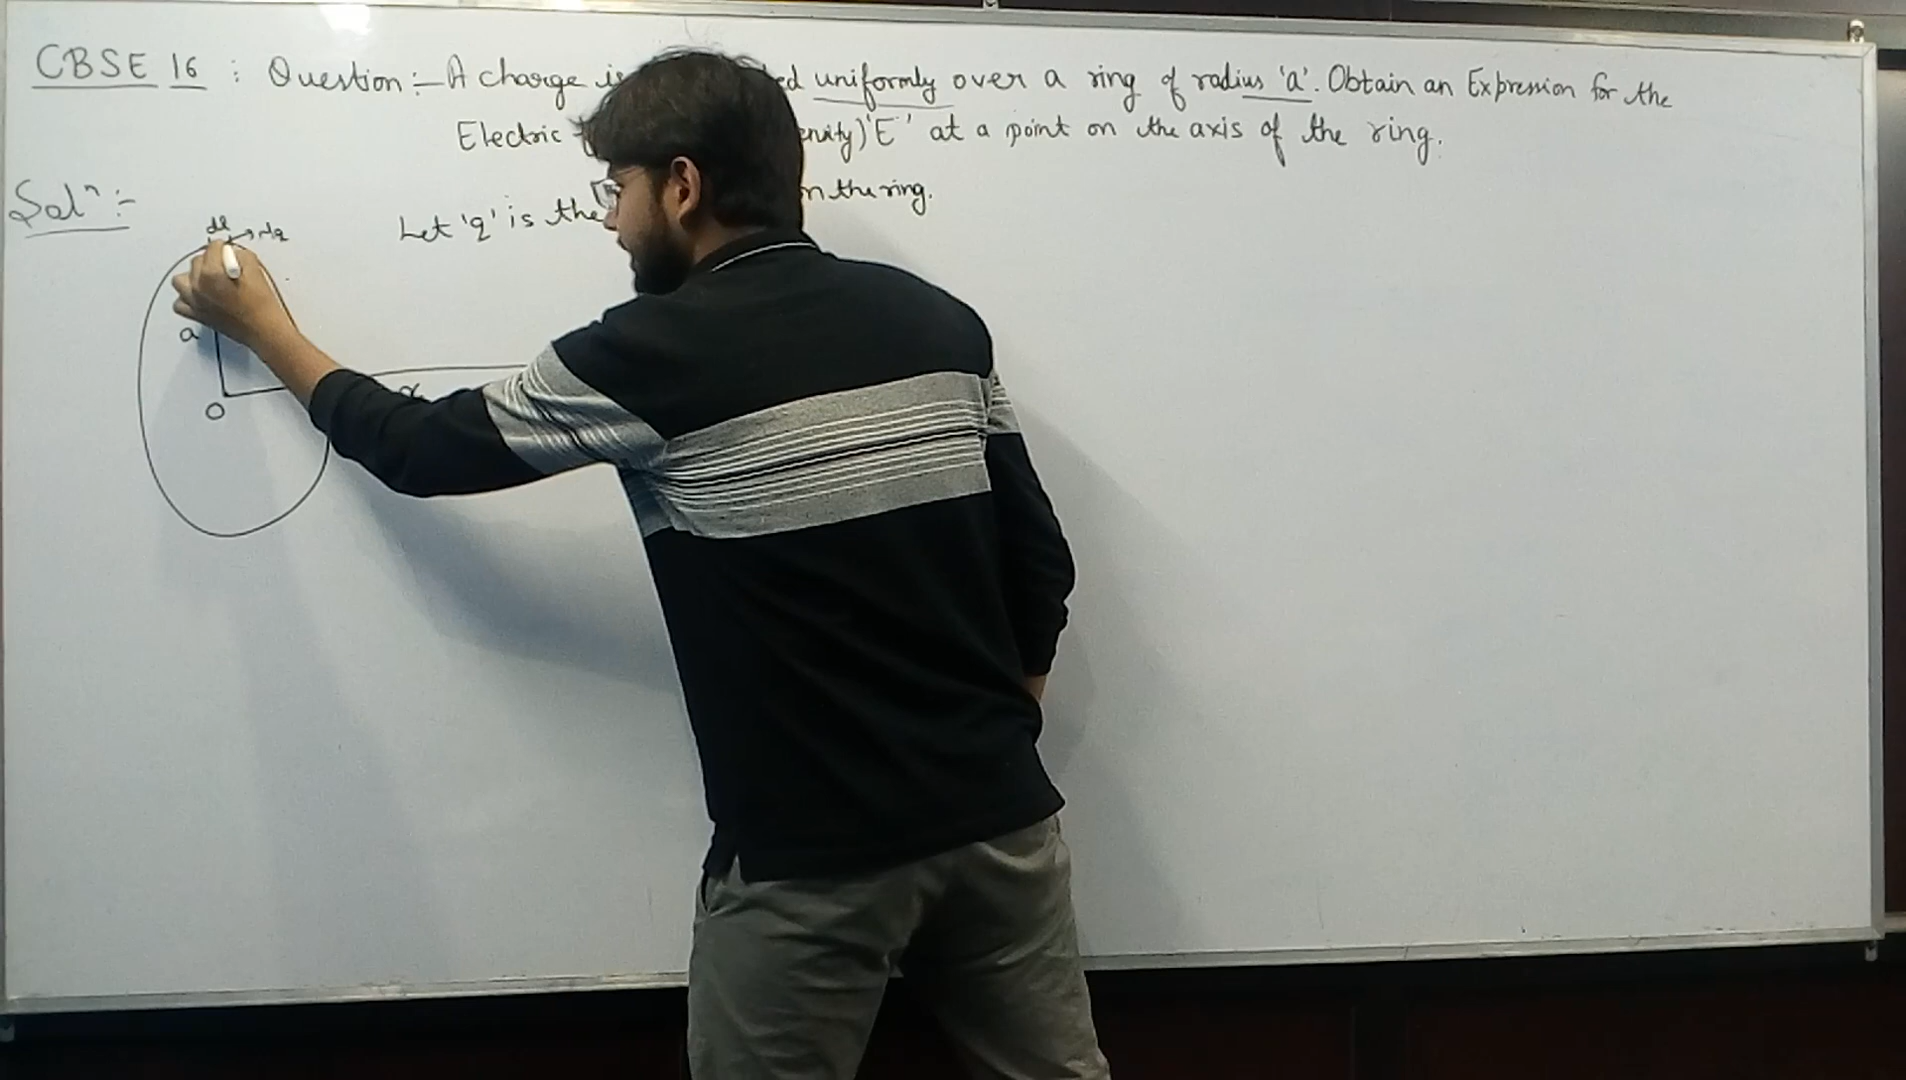 CBSE 16 : Question :- A charge is uniformly over a ring of radius 'a'. Obtain an Expression for the
Electric 'E' at a point on the axis of the ring.
Soln :-
Let 'q' is the on the ring.
dl → dq
a
x
O